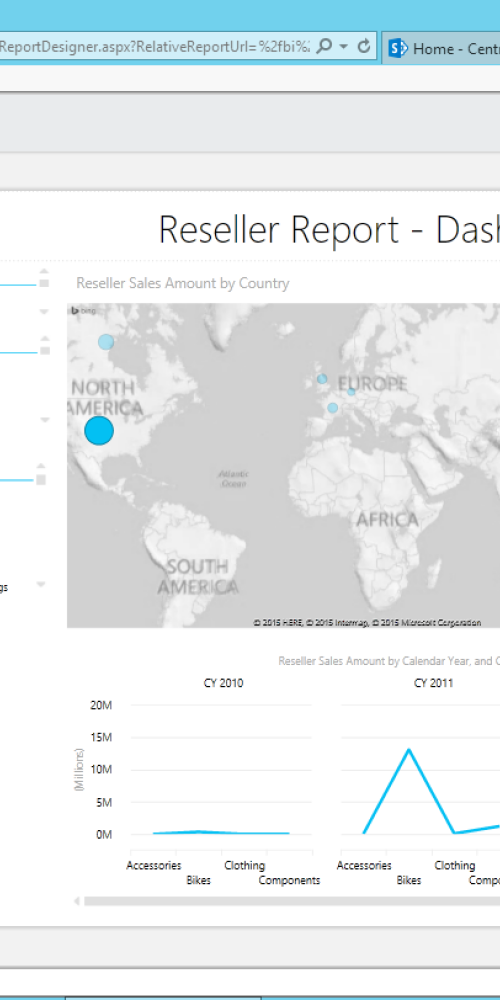 ReportDesigner.aspx?RelativeReportUrl=%2fbi%2
Home - Cent
Reseller Report - Dash
Reseller Sales Amount by Country
bing
NORTH
AMERICA
EUROPE
Atlantic
Ocean
AFRICA
SOUTH
AMERICA
gs
© 2015 HERE, © 2015 Intermap, © 2015 Microsoft Corporation
Reseller Sales Amount by Calendar Year, and C
CY 2010
CY 2011
20M
15M
10M
5M
0M
(Millions)
Accessories
Bikes
Clothing
Components
Accessories
Bikes
Clothing
Compo